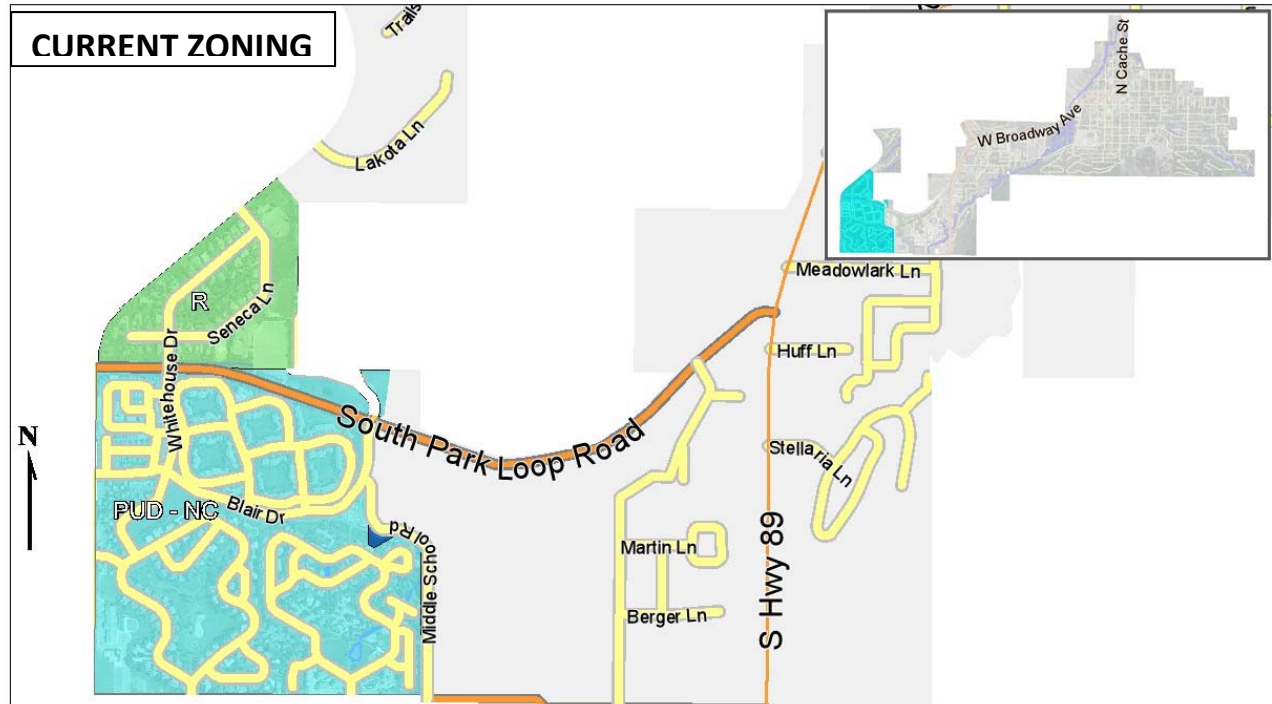 CURRENT ZONING
Trails
Lakota Ln
N Cache St
W Broadway Ave
R
Seneca Ln
Whitehouse Dr
Meadowlark Ln
Huff Ln
South Park Loop Road
N
Stellaria Ln
PUD - NC
Blair Dr
Middle School Rd
Martin Ln
Berger Ln
S Hwy 89